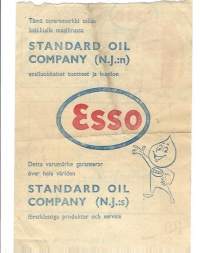 Tämä tavaramerkki takaa
kaikkialla maailmassa
STANDARD OIL
COMPANY (N.J.:n)
ensiluokkaiset tuotteet ja huollon
Esso
Detta varumärke garanterar
över hela världen
STANDARD OIL
COMPANY (N.J.:s)
förstklassiga produkter och service